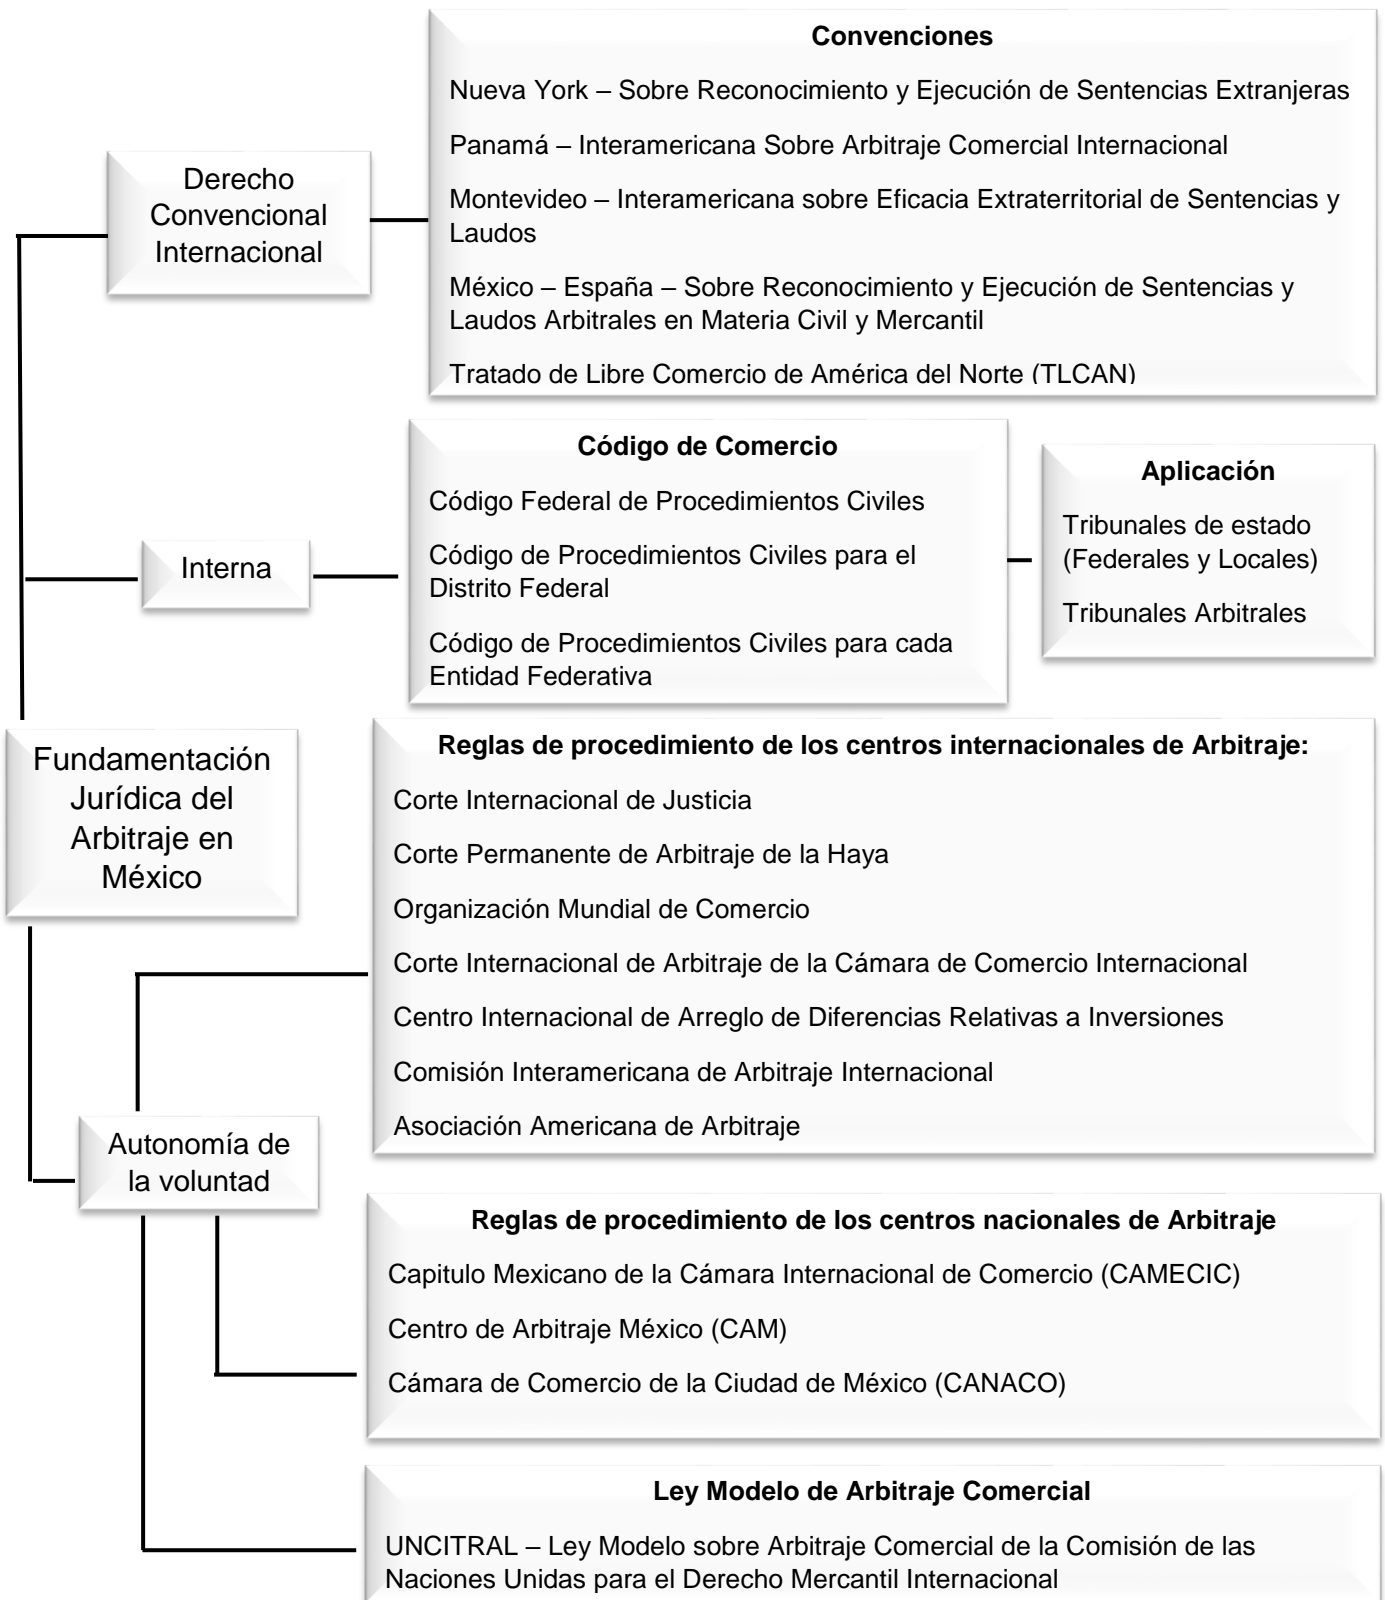 Convenciones
Nueva York – Sobre Reconocimiento y Ejecución de Sentencias Extranjeras
Panamá – Interamericana Sobre Arbitraje Comercial Internacional
Montevideo – Interamericana sobre Eficacia Extraterritorial de Sentencias y
Laudos
México – España – Sobre Reconocimiento y Ejecución de Sentencias y
Laudos Arbitrales en Materia Civil y Mercantil
Tratado de Libre Comercio de América del Norte (TLCAN)
Derecho
Convencional
Internacional
Código de Comercio
Código Federal de Procedimientos Civiles
Código de Procedimientos Civiles para el
Distrito Federal
Código de Procedimientos Civiles para cada
Entidad Federativa
Aplicación
Tribunales de estado
(Federales y Locales)
Tribunales Arbitrales
Interna
Fundamentación
Jurídica del
Arbitraje en
México
Reglas de procedimiento de los centros internacionales de Arbitraje:
Corte Internacional de Justicia
Corte Permanente de Arbitraje de la Haya
Organización Mundial de Comercio
Corte Internacional de Arbitraje de la Cámara de Comercio Internacional
Centro Internacional de Arreglo de Diferencias Relativas a Inversiones
Comisión Interamericana de Arbitraje Internacional
Asociación Americana de Arbitraje
Autonomía de
la voluntad
Reglas de procedimiento de los centros nacionales de Arbitraje
Capitulo Mexicano de la Cámara Internacional de Comercio (CAMECIC)
Centro de Arbitraje México (CAM)
Cámara de Comercio de la Ciudad de México (CANACO)
Ley Modelo de Arbitraje Comercial
UNCITRAL – Ley Modelo sobre Arbitraje Comercial de la Comisión de las
Naciones Unidas para el Derecho Mercantil Internacional